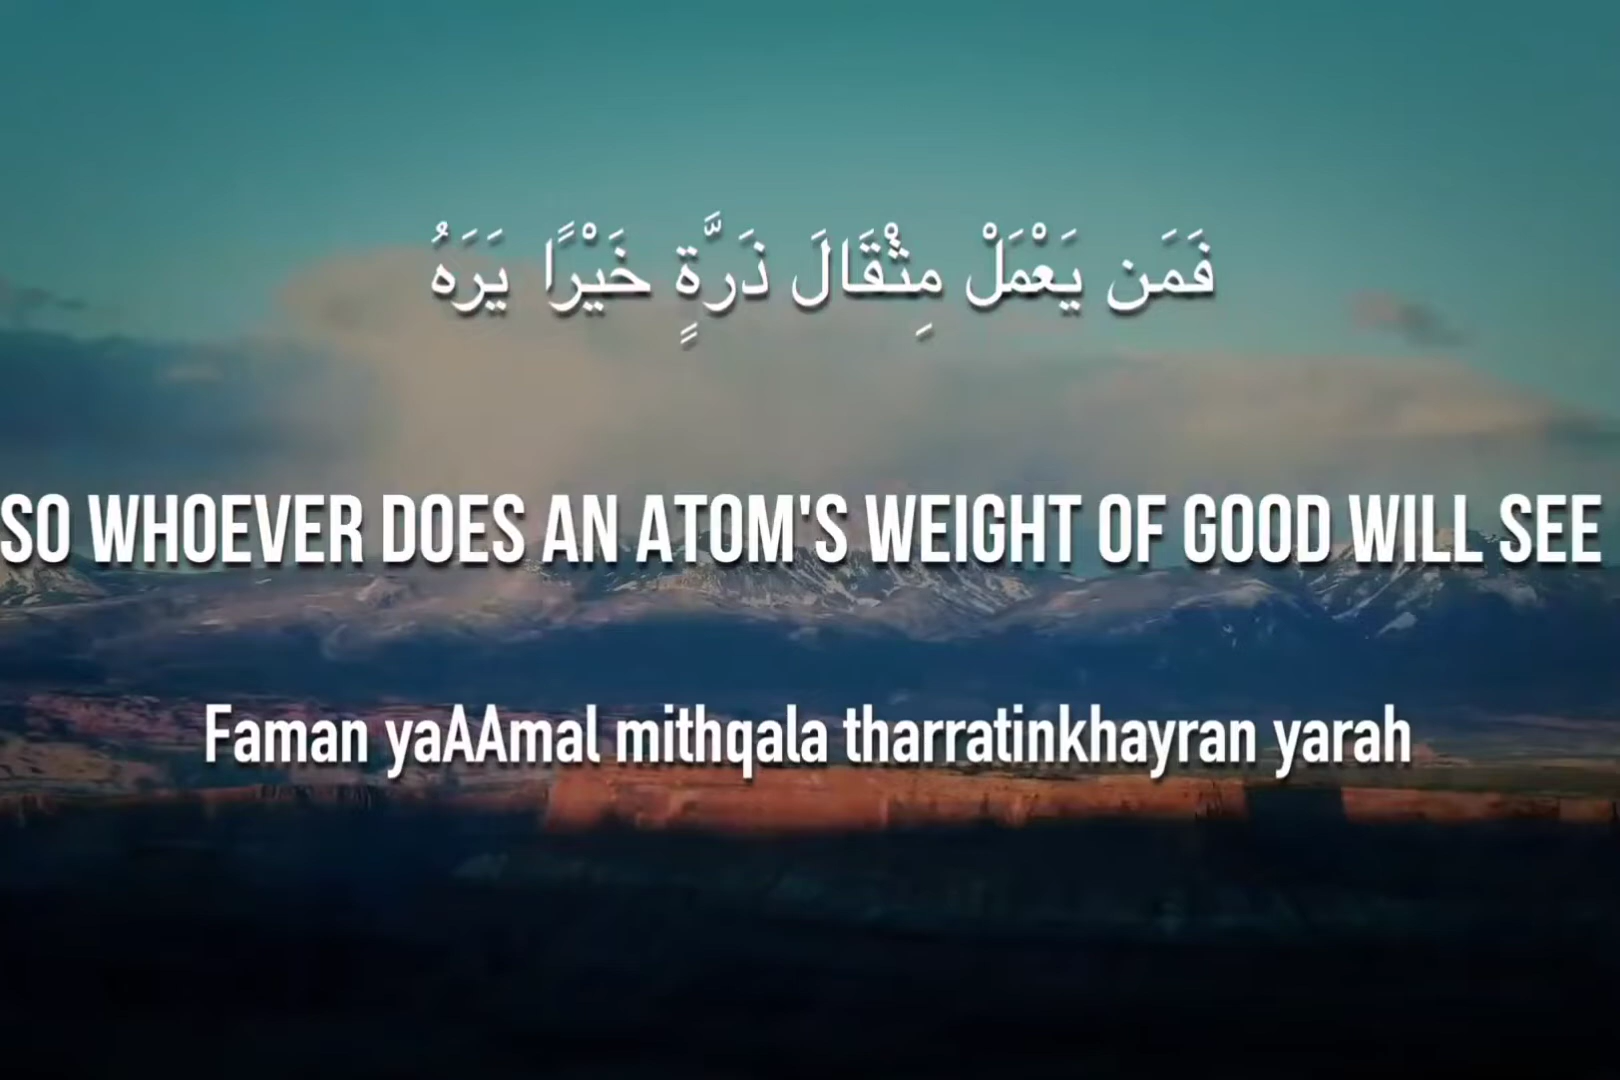 فَمَن يَعْمَلْ مِثْقَالَ ذَرَّةٍ خَيْرًا يَرَهُ
SO WHOEVER DOES AN ATOM'S WEIGHT OF GOOD WILL SEE
Faman yaAAmal mithqala tharratinkhayran yarah